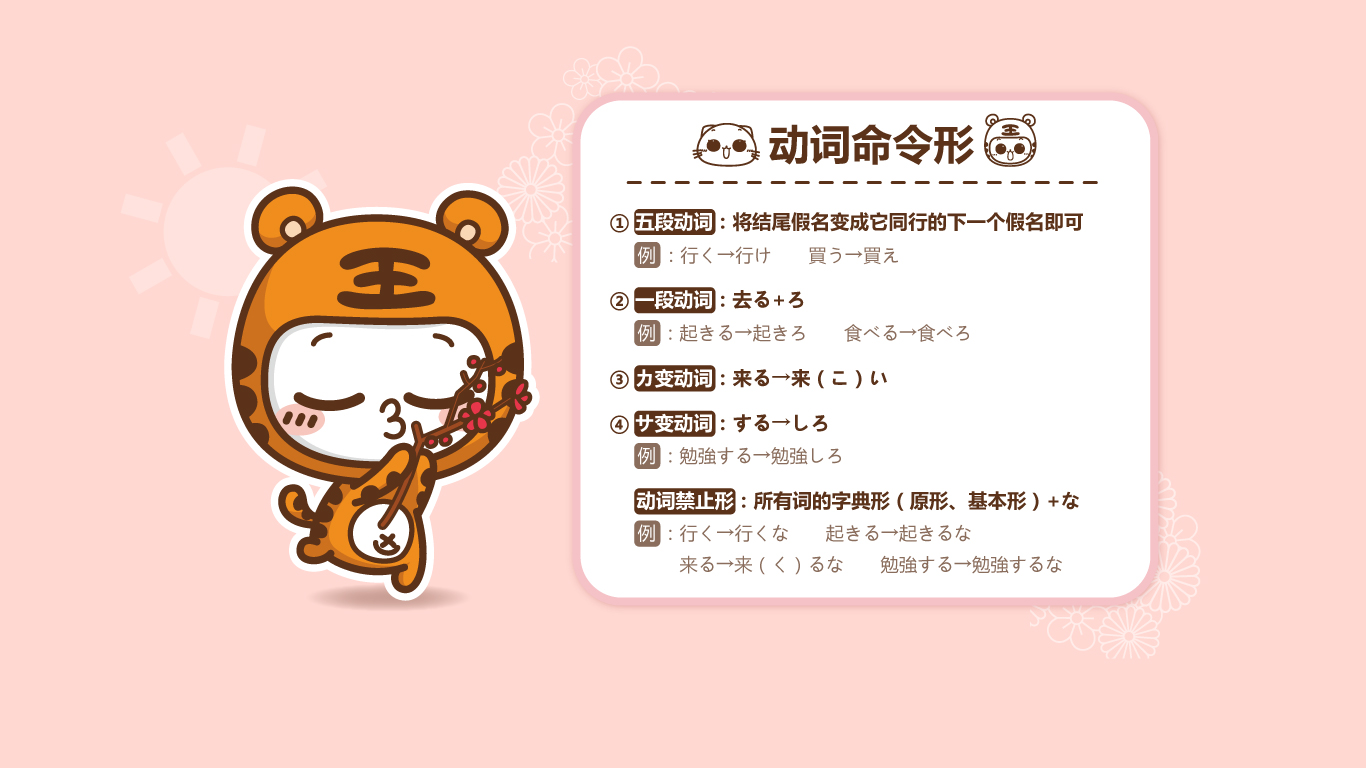 动词命令形
① 五段动词：将结尾假名变成它同行的下一个假名即可
例：行く→行け　　買う→買え
② 一段动词：去る+ろ
例：起きる→起きろ　　食べる→食べろ
③ カ变动词：来る→来（こ）い
④ サ变动词：する→しろ
例：勉強する→勉強しろ
动词禁止形：所有词的字典形（原形、基本形）+な
例：行く→行くな　　起きる→起きるな
来る→来（く）るな　　勉強する→勉強するな
王